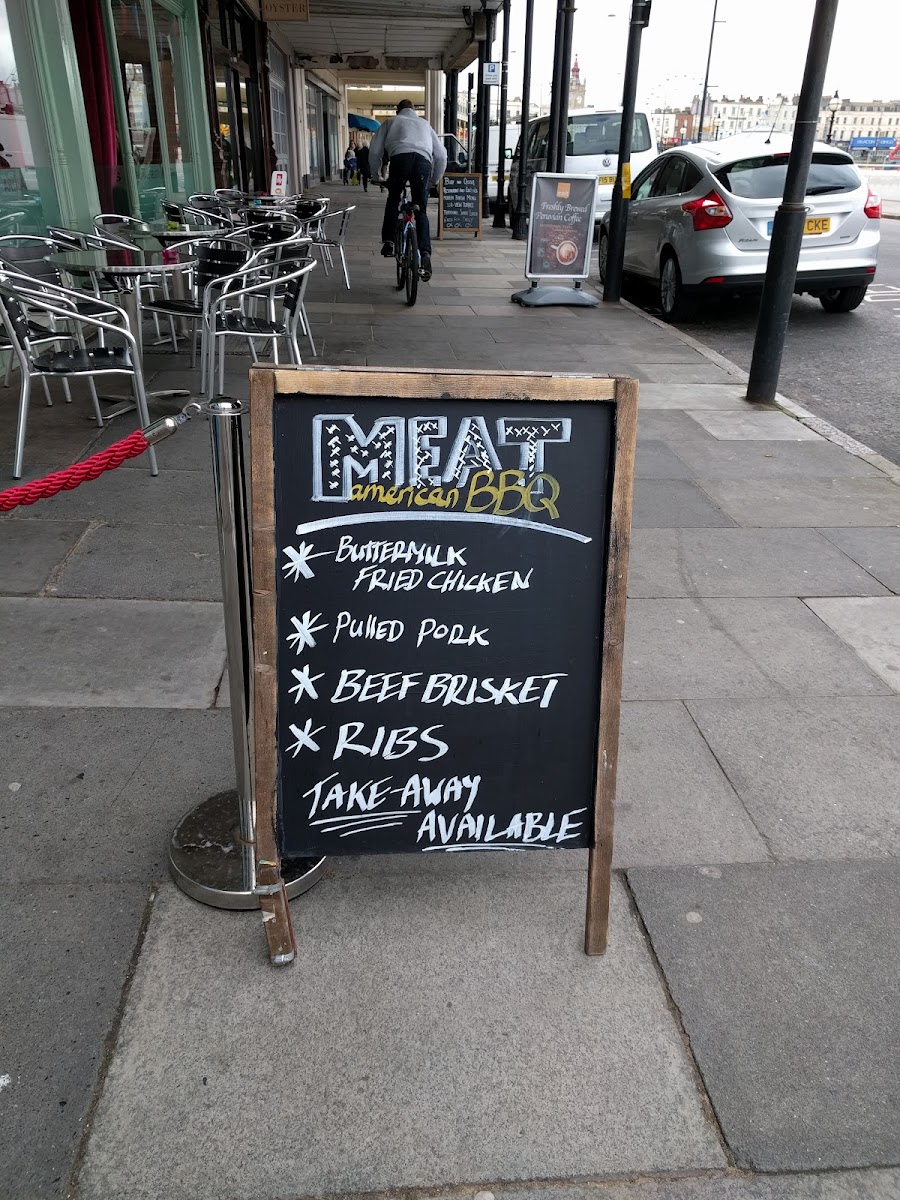 OYSTER
P
Freshly Brewed
Peruvian Coffee
CKE
MEAT
american BBQ
* BUTTERMILK
FRIED CHICKEN
* PULLED PORK
* BEEF BRISKET
* RIBS
TAKE-AWAY
AVAILABLE